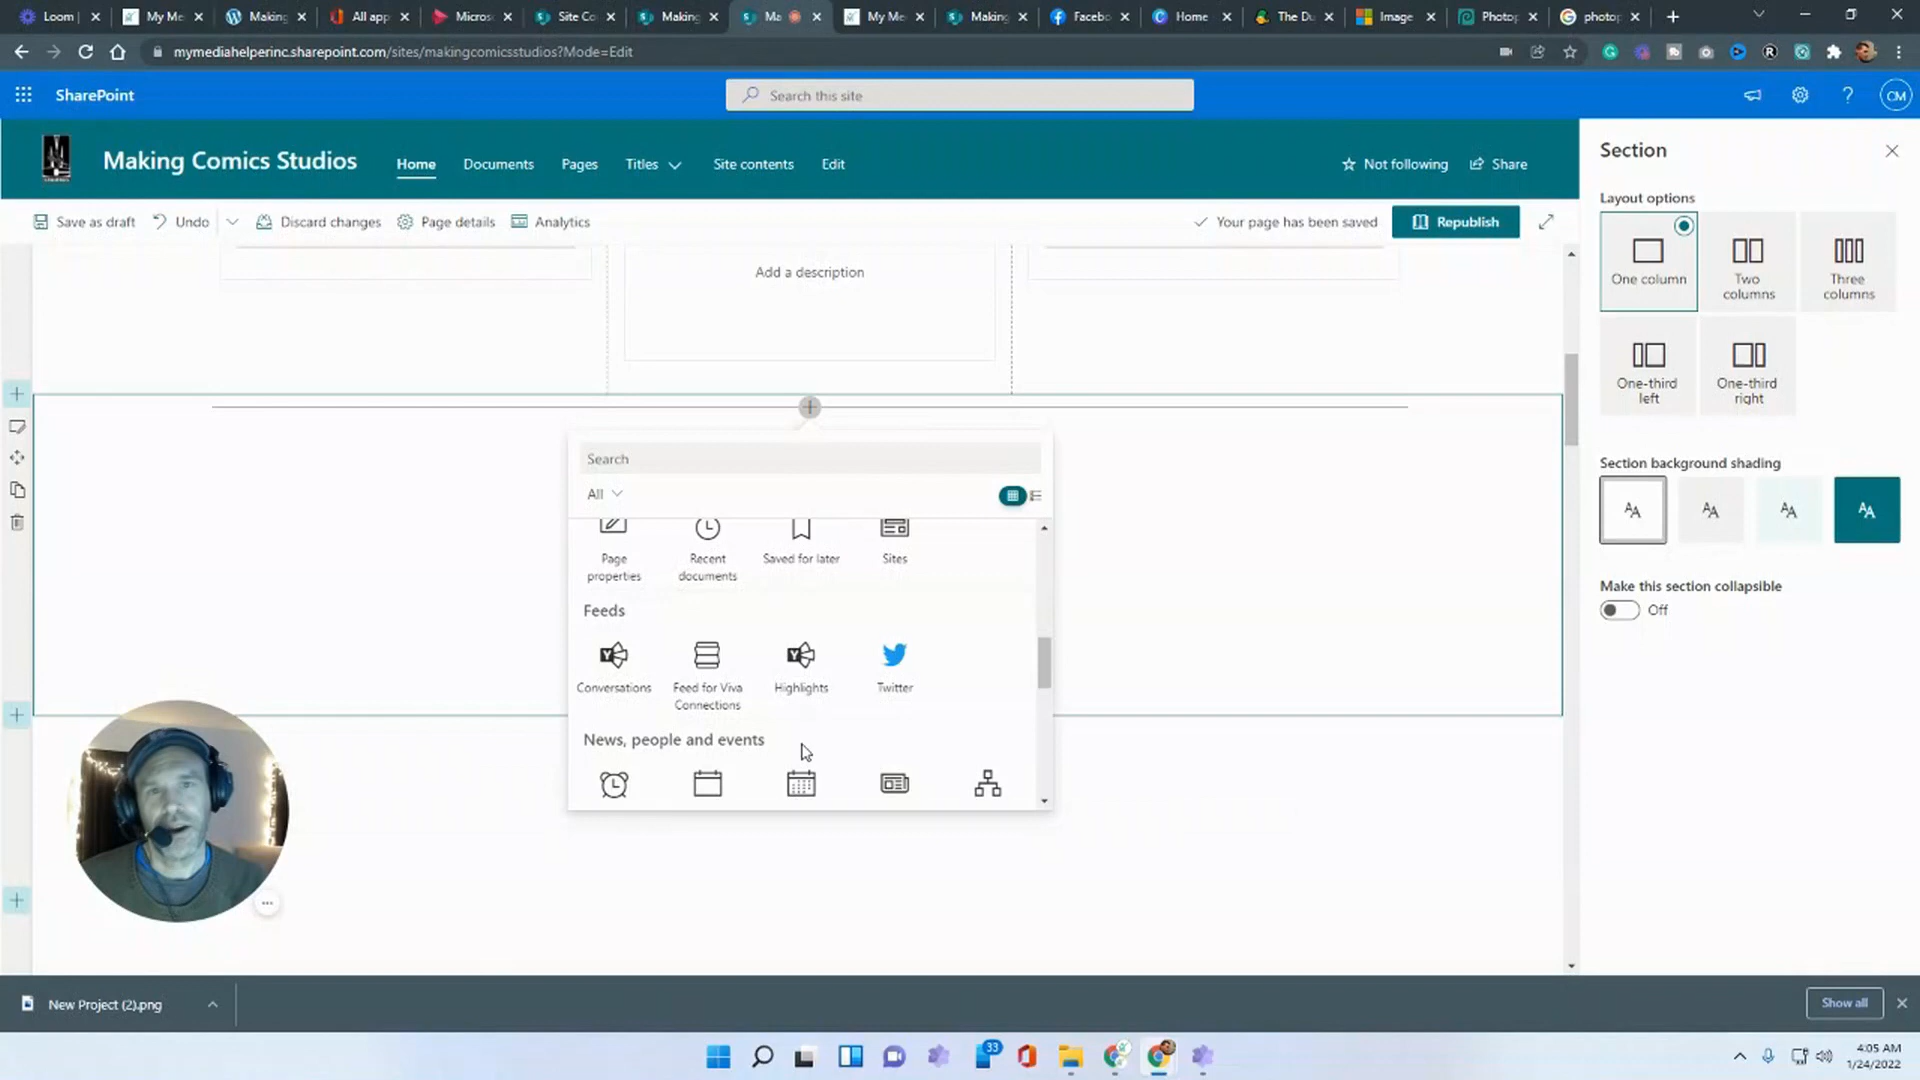 Loom |
My Me
Making
All app
Micros
Site Co
Making
Ma
My Me
Making
Facebo
Home
The Du
Image
Photop
photop
mymediahelperinc.sharepoint.com/sites/makingcomicsstudios?Mode=Edit
SharePoint
Search this site
CM
Making Comics Studios
Home
Documents
Pages
Titles
Site contents
Edit
Not following
Share
Save as draft
Undo
Discard changes
Page details
Analytics
Your page has been saved
Republish
Add a description
Search
All
Page
properties
Recent
documents
Saved for later
Sites
Feeds
Conversations
Feed for Viva
Connections
Highlights
Twitter
News, people and events
Section
Layout options
One column
Two
columns
Three
columns
One-third
left
One-third
right
Section background shading
Make this section collapsible
Off
New Project (2).png
Show all
33
4:05 AM
1/24/2022